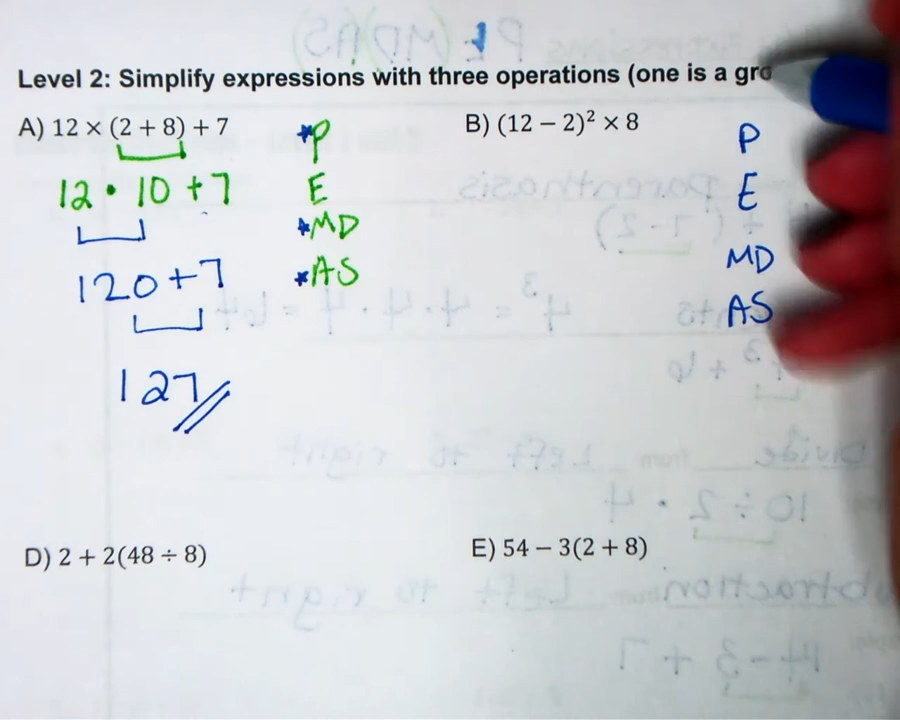 Level 2: Simplify expressions with three operations (one is a gro
A) 12 × (2 + 8) + 7
*P
12 • 10 + 7
E
*MD
120 + 7
*AS
127
B) (12 − 2)² × 8
P
E
MD
AS
D) 2 + 2(48 ÷ 8)
E) 54 − 3(2 + 8)